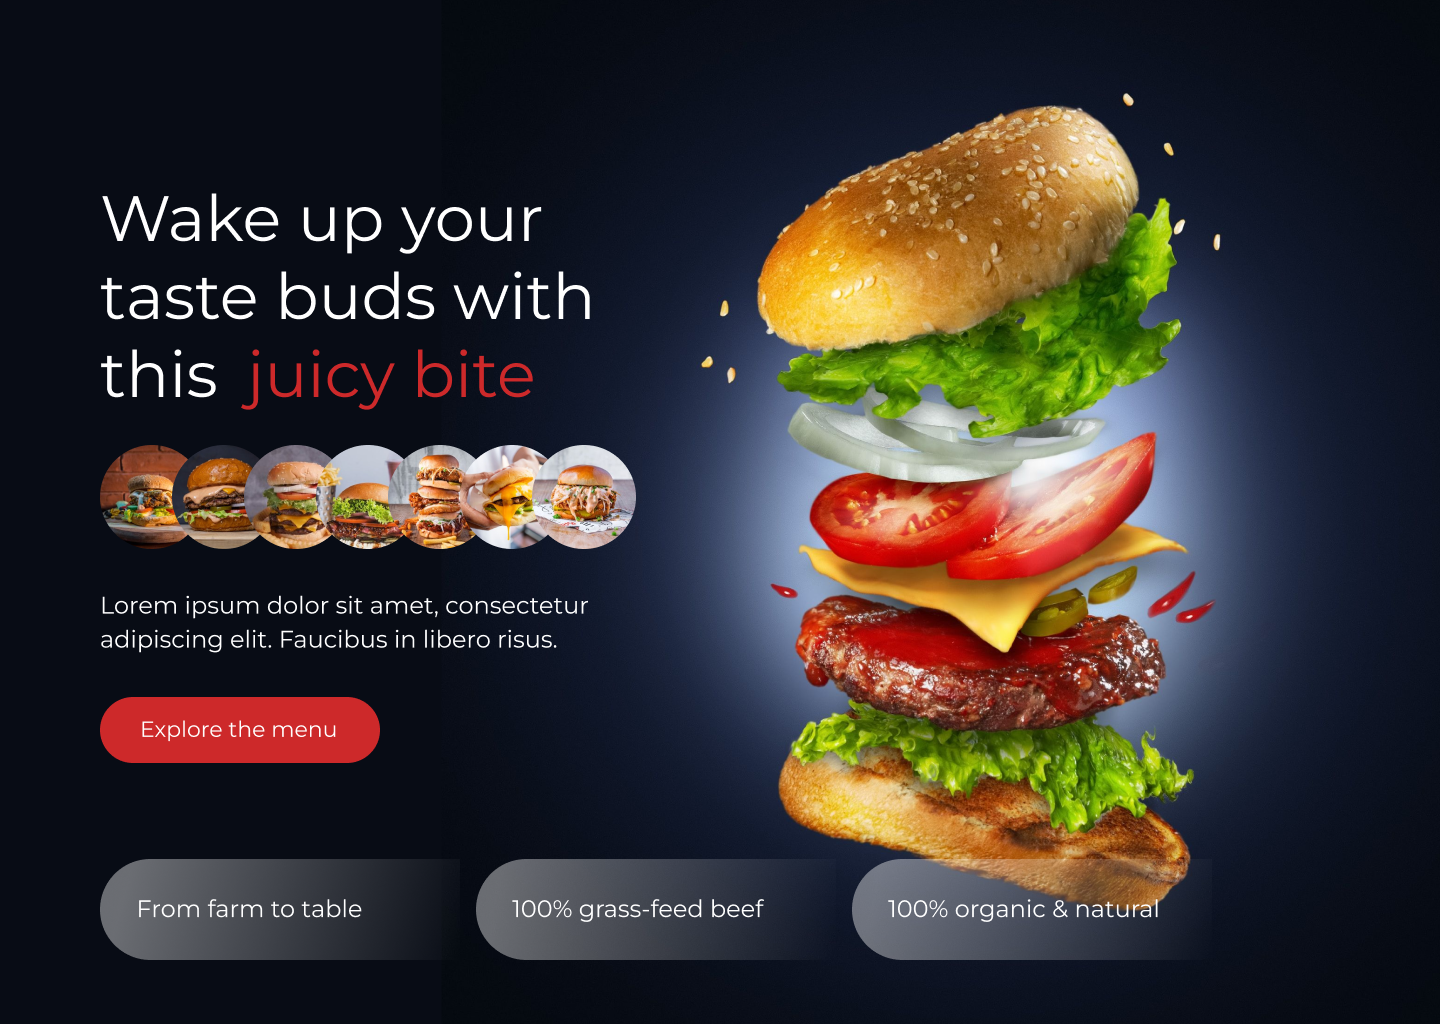 Wake up your
taste buds with
this juicy bite
Lorem ipsum dolor sit amet, consectetur
adipiscing elit. Faucibus in libero risus.
Explore the menu
From farm to table
100% grass-feed beef
100% organic & natural